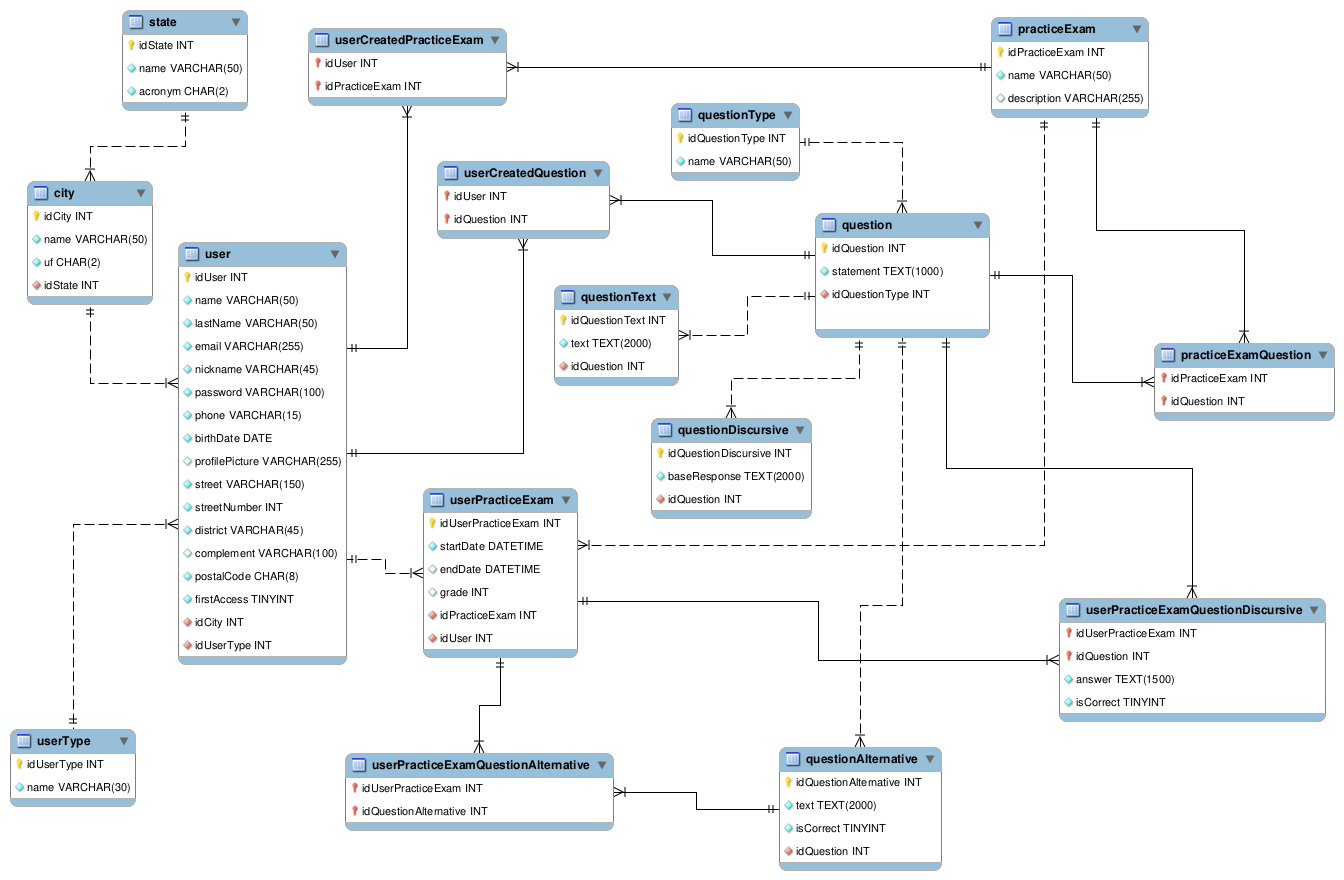 state
idState INT
name VARCHAR(50)
acronym CHAR(2)
userCreatedPracticeExam
idUser INT
idPracticeExam INT
practiceExam
idPracticeExam INT
name VARCHAR(50)
description VARCHAR(255)
questionType
idQuestionType INT
name VARCHAR(50)
userCreatedQuestion
idUser INT
idQuestion INT
city
idCity INT
name VARCHAR(50)
uf CHAR(2)
idState INT
question
idQuestion INT
statement TEXT(1000)
idQuestionType INT
user
idUser INT
name VARCHAR(50)
lastName VARCHAR(50)
email VARCHAR(255)
nickname VARCHAR(45)
password VARCHAR(100)
phone VARCHAR(15)
birthDate DATE
profilePicture VARCHAR(255)
street VARCHAR(150)
streetNumber INT
district VARCHAR(45)
complement VARCHAR(100)
postalCode CHAR(8)
firstAccess TINYINT
idCity INT
idUserType INT
questionText
idQuestionText INT
text TEXT(2000)
idQuestion INT
practiceExamQuestion
idPracticeExam INT
idQuestion INT
questionDiscursive
idQuestionDiscursive INT
baseResponse TEXT(2000)
idQuestion INT
userPracticeExam
idUserPracticeExam INT
startDate DATETIME
endDate DATETIME
grade INT
idPracticeExam INT
idUser INT
userPracticeExamQuestionDiscursive
idUserPracticeExam INT
idQuestion INT
answer TEXT(1500)
isCorrect TINYINT
userType
idUserType INT
name VARCHAR(30)
userPracticeExamQuestionAlternative
idUserPracticeExam INT
idQuestionAlternative INT
questionAlternative
idQuestionAlternative INT
text TEXT(2000)
isCorrect TINYINT
idQuestion INT